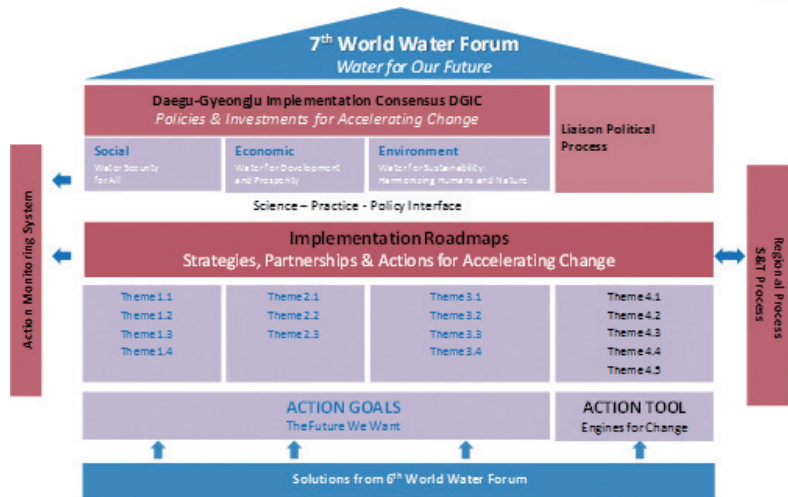 7th World Water Forum
Water for Our Future
Daegu-Gyeongju Implementation Consensus DGIC
Policies & Investments for Accelerating Change
Liaison Political
Process
Social
Water Security
for All
Economic
Water for Development
and Prosperity
Environment
Water for Sustainability:
Harmonising Humans and Nature
Science – Practice - Policy Interface
Action Monitoring System
Implementation Roadmaps
Strategies, Partnerships & Actions for Accelerating Change
Regional Process
S&T Process
Theme 1.1
Theme 1.2
Theme 1.3
Theme 1.4
Theme 2.1
Theme 2.2
Theme 2.3
Theme 3.1
Theme 3.2
Theme 3.3
Theme 3.4
Theme 4.1
Theme 4.2
Theme 4.3
Theme 4.4
Theme 4.5
ACTION GOALS
The Future We Want
ACTION TOOL
Engines for Change
Solutions from 6th World Water Forum